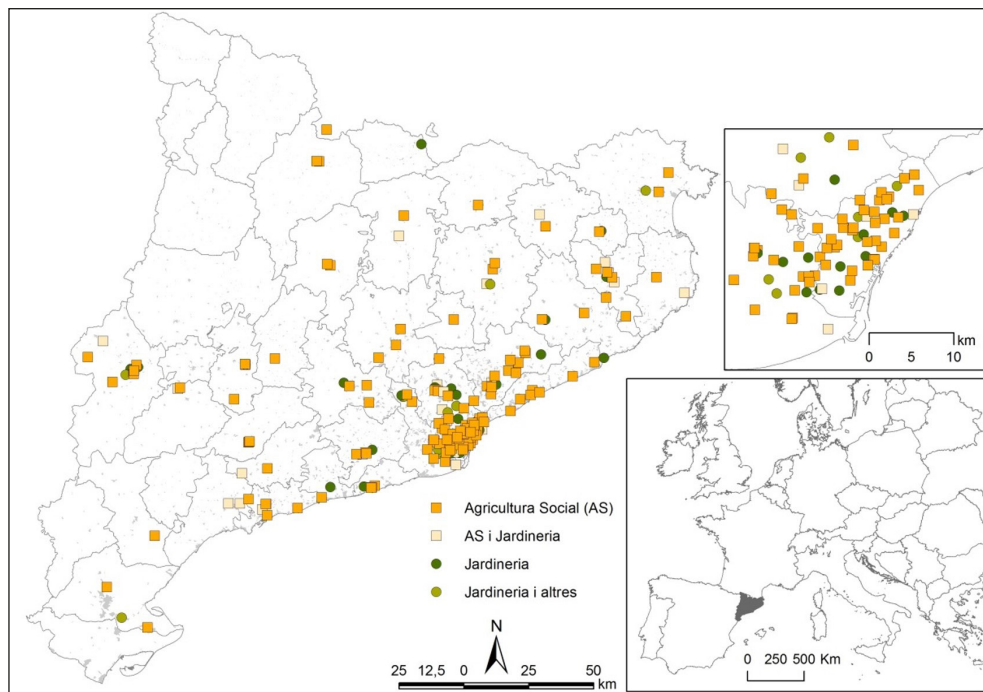 km
0 5 10
Agricultura Social (AS)
AS i Jardineria
Jardineria
Jardineria i altres
N
25 12,5 0 25 50
km
0 250 500 Km